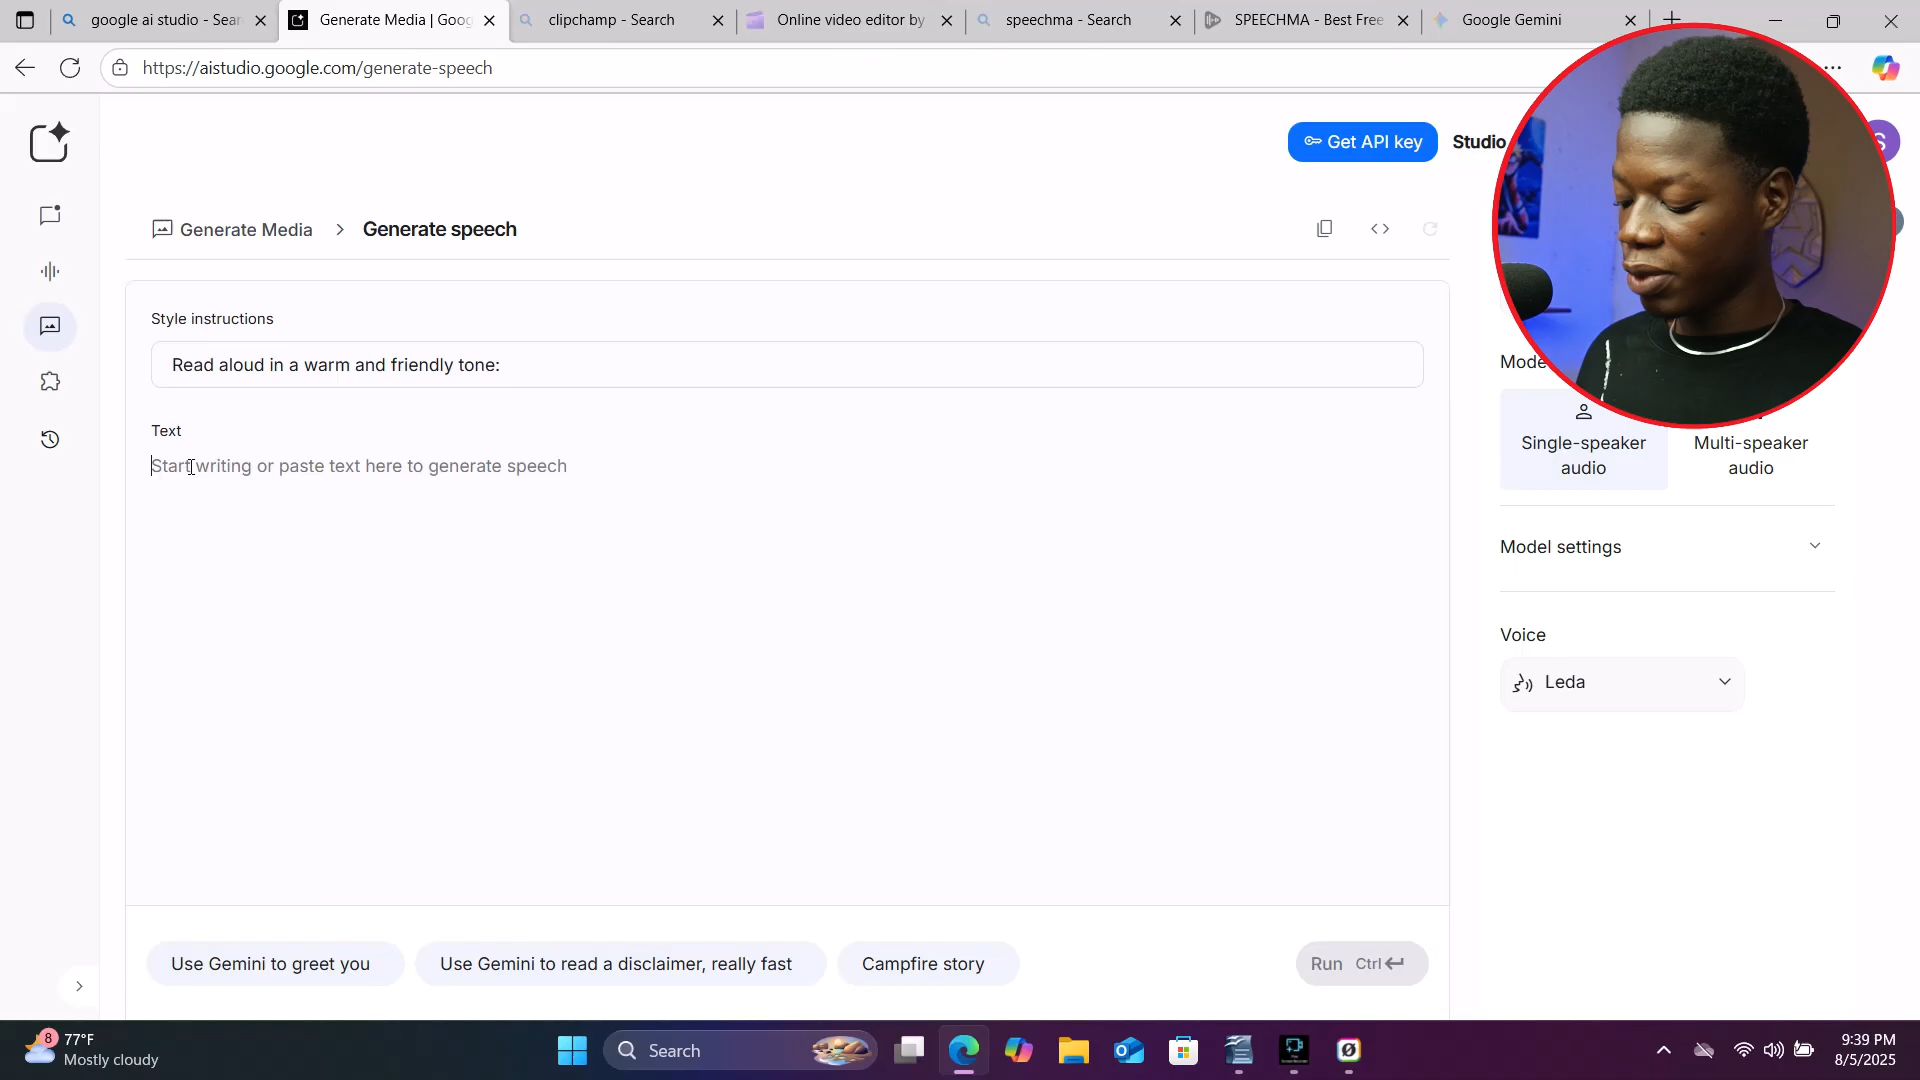 google ai studio - Sear
Generate Media | Goog
clipchamp - Search
Online video editor by
speechma - Search
SPEECHMA - Best Free
Google Gemini
https://aistudio.google.com/generate-speech
Get API key
Studio
S
Generate Media > Generate speech
Style instructions
Read aloud in a warm and friendly tone:
Text
Start writing or paste text here to generate speech
Mode
Single-speaker
audio
Multi-speaker
audio
Model settings
Voice
Leda
Use Gemini to greet you
Use Gemini to read a disclaimer, really fast
Campfire story
Run Ctrl
8
77°F
Mostly cloudy
Search
9:39 PM
8/5/2025